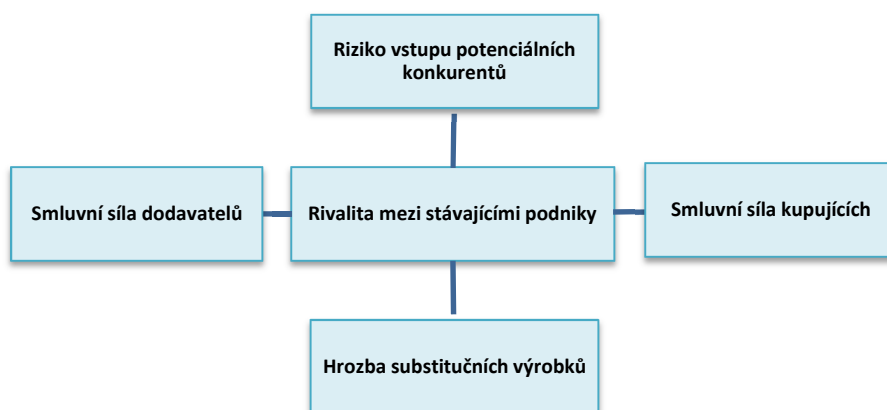 Riziko vstupu potenciálních
konkurentů
Smluvní síla dodavatelů
Rivalita mezi stávajícími podniky
Smluvní síla kupujících
Hrozba substitučních výrobků